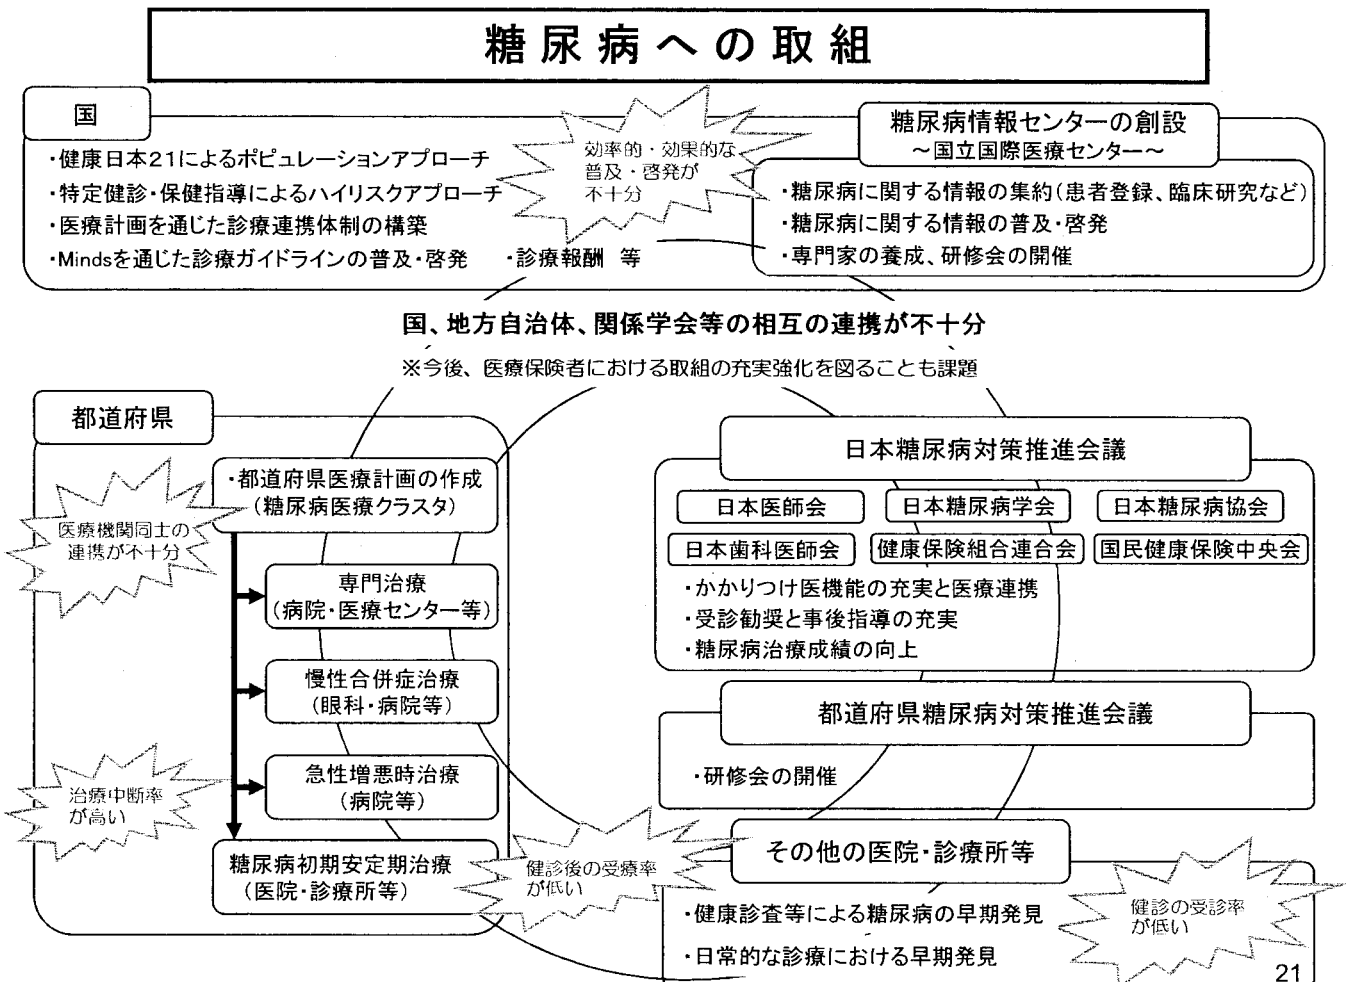 糖尿病への取組
国
・健康日本21によるポピュレーションアプローチ
・特定健診・保健指導によるハイリスクアプローチ
・医療計画を通じた診療連携体制の構築
・Mindsを通じた診療ガイドラインの普及・啓発 ・診療報酬 等
効率的・効果的な
普及・啓発が
不十分
糖尿病情報センターの創設
～国立国際医療センター～
・糖尿病に関する情報の集約(患者登録、臨床研究など)
・糖尿病に関する情報の普及・啓発
・専門家の養成、研修会の開催
国、地方自治体、関係学会等の相互の連携が不十分
※今後、医療保険者における取組の充実強化を図ることも課題
都道府県
・都道府県医療計画の作成
(糖尿病医療クラスタ)
医療機関同士の
連携が不十分
専門治療
(病院・医療センター等)
慢性合併症治療
(眼科・病院等)
急性増悪時治療
(病院等)
治療中断率
が高い
糖尿病初期安定期治療
(医院・診療所等)
健診後の受療率
が低い
日本糖尿病対策推進会議
日本医師会 日本糖尿病学会 日本糖尿病協会
日本歯科医師会 健康保険組合連合会 国民健康保険中央会
・かかりつけ医機能の充実と医療連携
・受診勧奨と事後指導の充実
・糖尿病治療成績の向上
都道府県糖尿病対策推進会議
・研修会の開催
その他の医院・診療所等
・健康診査等による糖尿病の早期発見
・日常的な診療における早期発見
健診の受診率
が低い
21